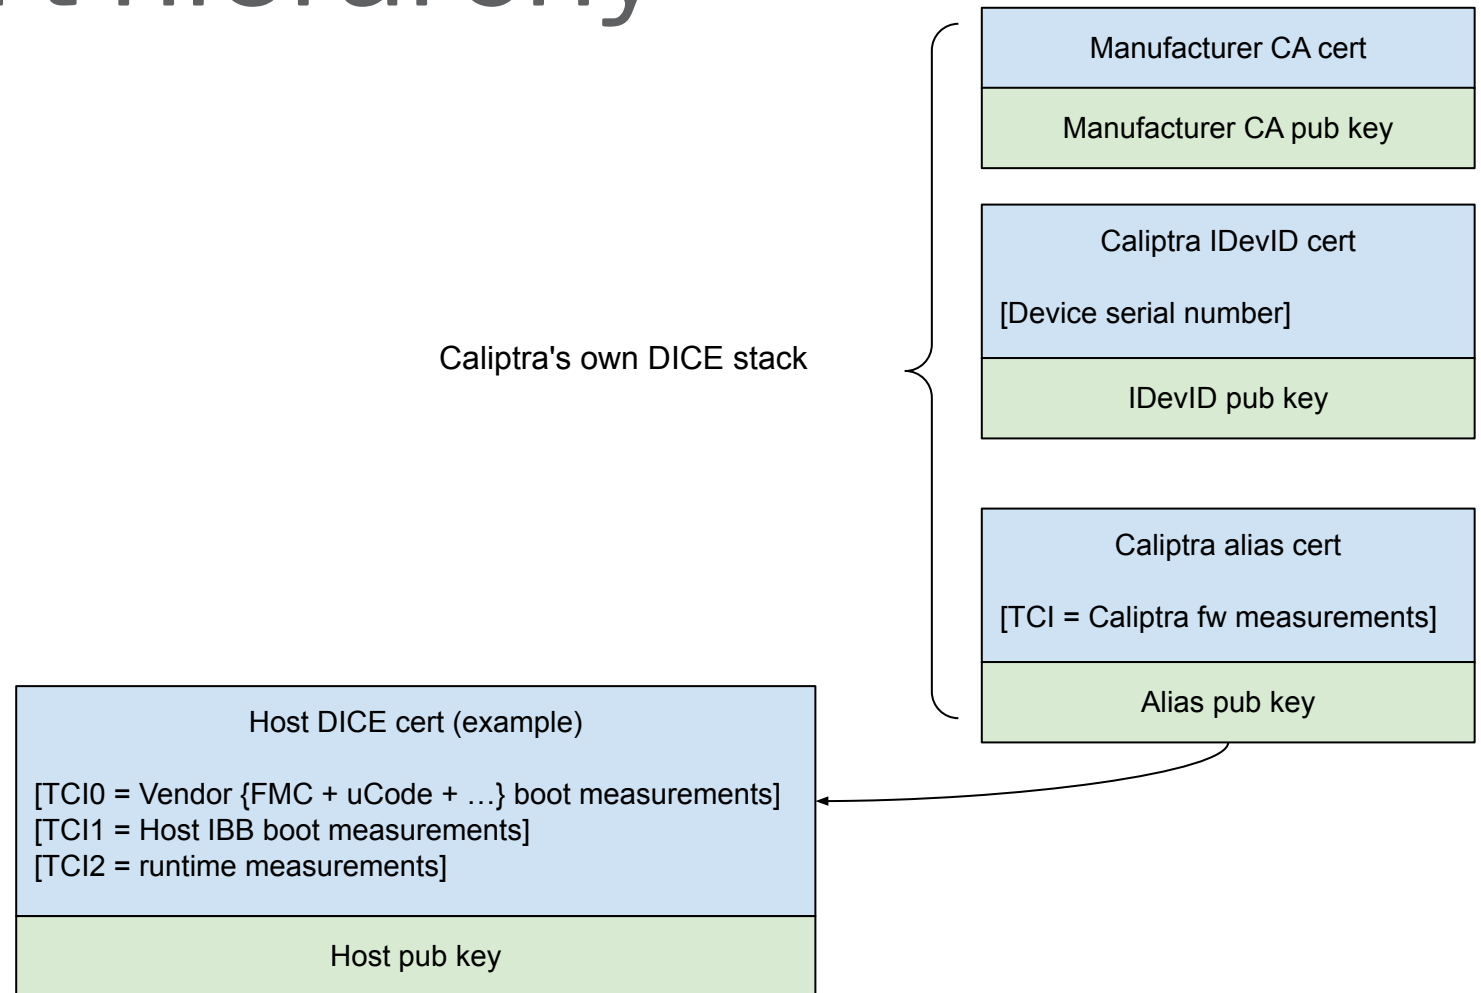 hierarchy
Manufacturer CA cert
Manufacturer CA pub key
Caliptra IDevID cert
[Device serial number]
IDevID pub key
Caliptra's own DICE stack
Caliptra alias cert
[TCI = Caliptra fw measurements]
Alias pub key
Host DICE cert (example)
[TCI0 = Vendor {FMC + uCode + …} boot measurements]
[TCI1 = Host IBB boot measurements]
[TCI2 = runtime measurements]
Host pub key